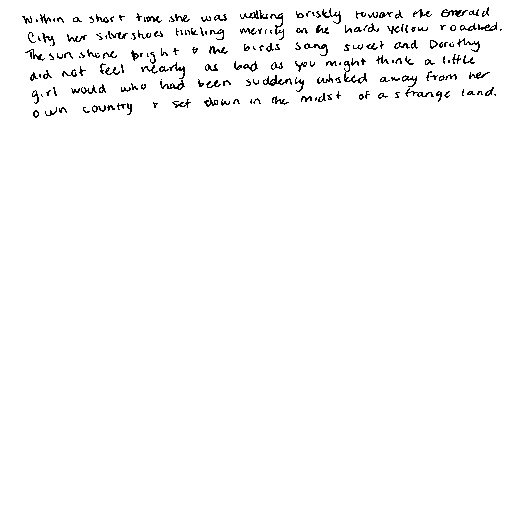 Within a short time she was walking briskly toward the Emerald
City her silver shoes tinkling merrily on the hard yellow roadbed.
The sun shone bright & the birds sang sweet and Dorothy
did not feel nearly as bad as you might think a little
girl would who had been suddenly whisked away from her
own country & set down in the midst of a strange land.